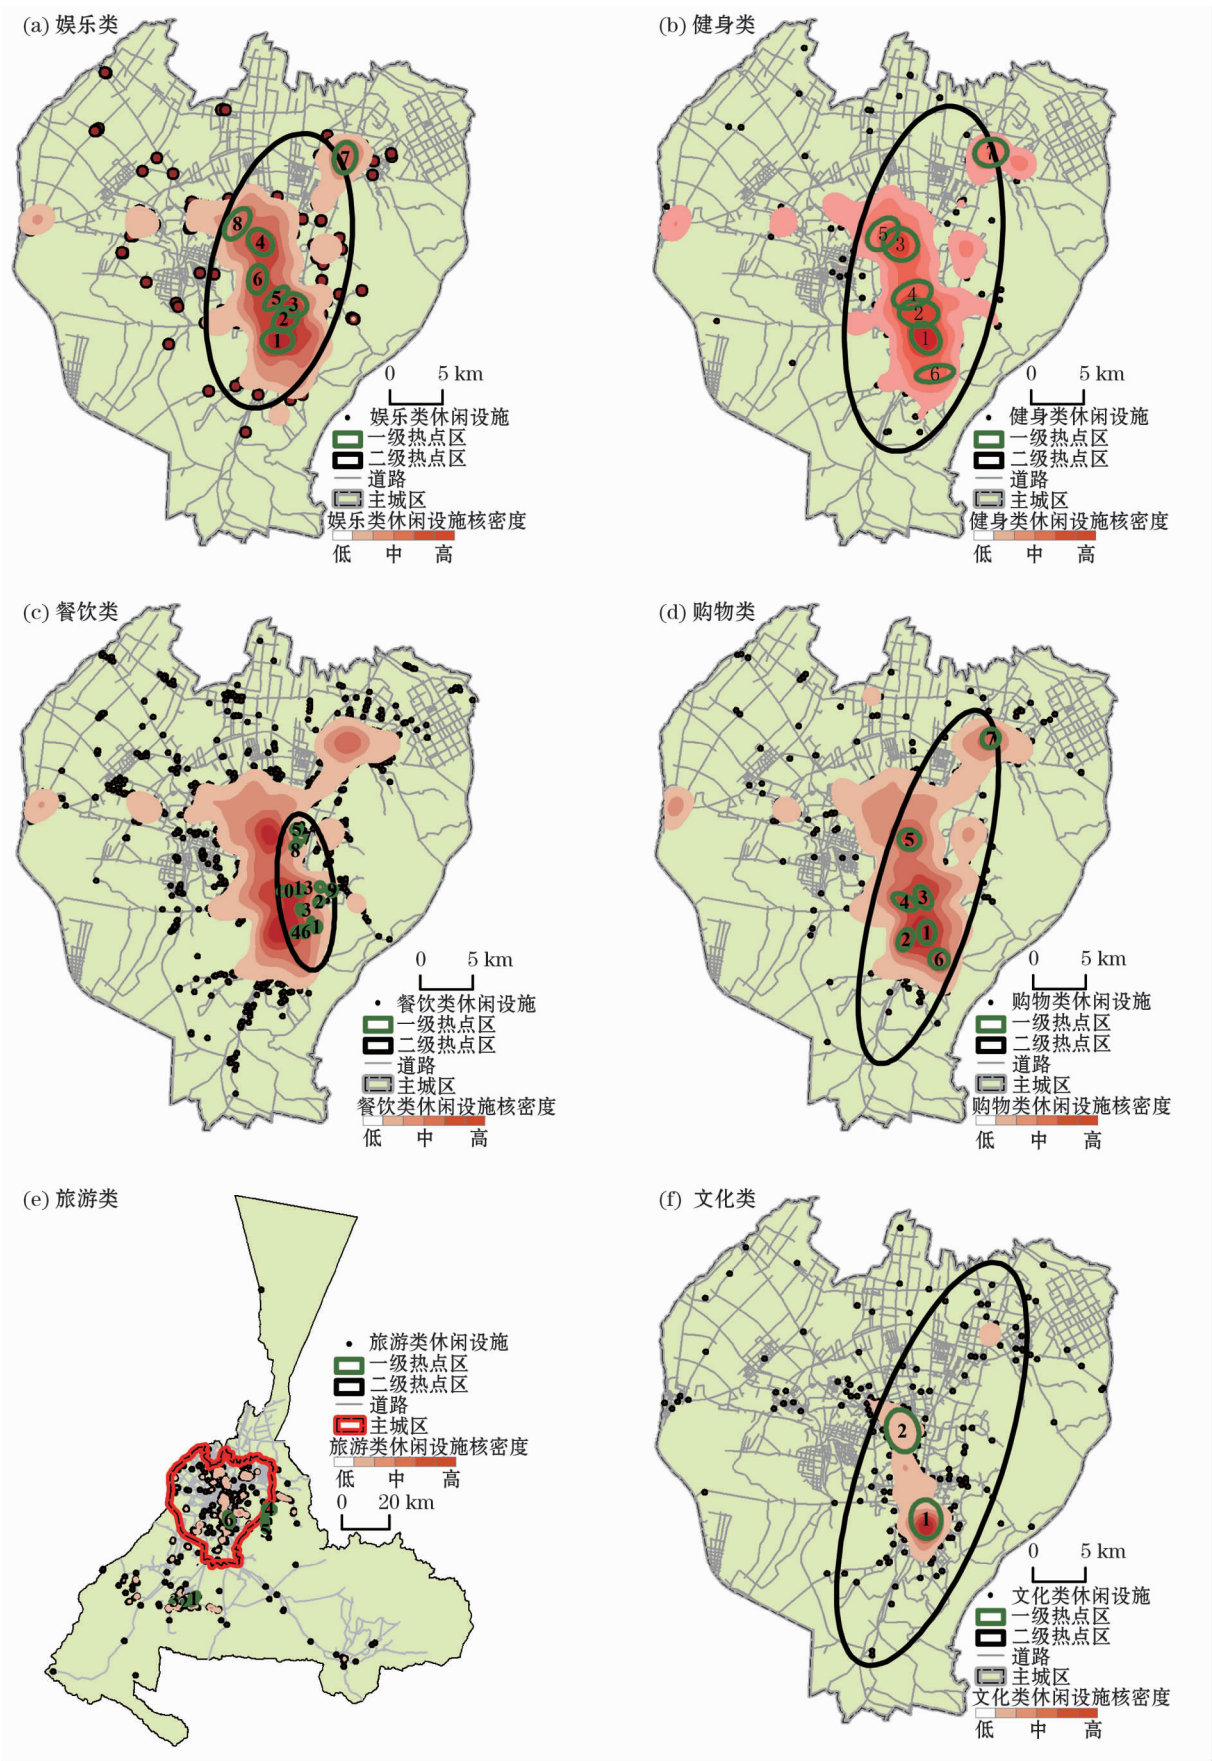 (a) 娱乐类
7
8
4
6
5
3
2
1
0 5 km
娱乐类休闲设施
一级热点区
二级热点区
道路
主城区
娱乐类休闲设施核密度
低 中 高
(b) 健身类
7
5
3
4
2
1
6
0 5 km
健身类休闲设施
一级热点区
二级热点区
道路
主城区
健身类休闲设施核密度
低 中 高
(c) 餐饮类
5
8
10 13 9
2
3
46 1
0 5 km
餐饮类休闲设施
一级热点区
二级热点区
道路
主城区
餐饮类休闲设施核密度
低 中 高
(d) 购物类
7
5
4 3
2 1
6
0 5 km
购物类休闲设施
一级热点区
二级热点区
道路
主城区
购物类休闲设施核密度
低 中 高
(e) 旅游类
旅游类休闲设施
一级热点区
二级热点区
道路
主城区
旅游类休闲设施核密度
低 中 高
0 20 km
4
6
1
(f) 文化类
2
1
0 5 km
文化类休闲设施
一级热点区
二级热点区
道路
主城区
文化类休闲设施核密度
低 中 高